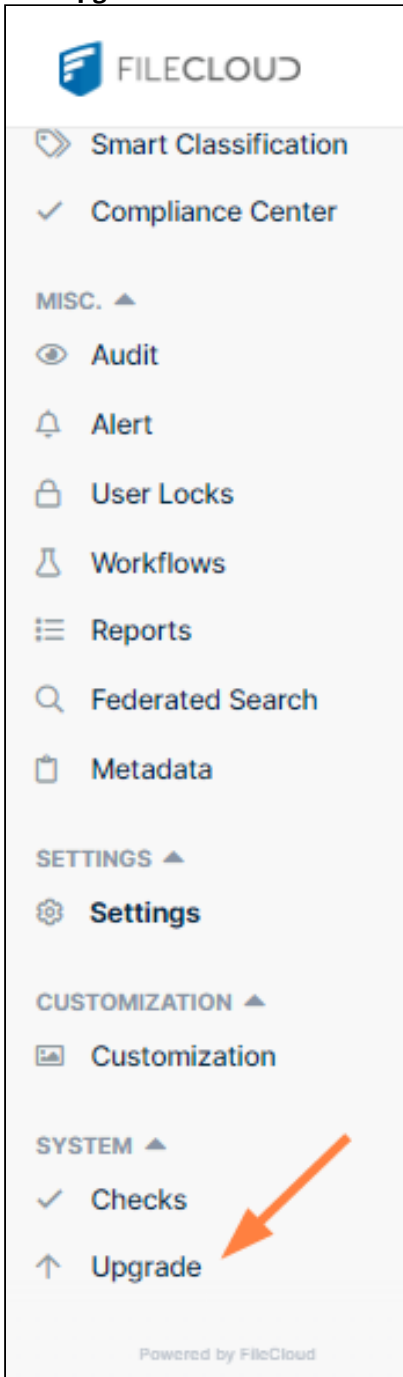 FILECLOUD
Smart Classification
Compliance Center
MISC.
Audit
Alert
User Locks
Workflows
Reports
Federated Search
Metadata
SETTINGS
Settings
CUSTOMIZATION
Customization
SYSTEM
Checks
Upgrade
Powered by FileCloud